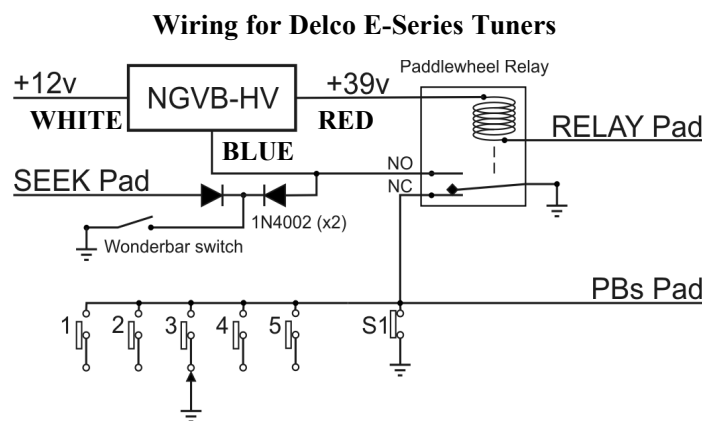 Wiring for Delco E-Series Tuners
Paddlewheel Relay
+12v
NGVB-HV
+39v
WHITE
RED
RELAY Pad
BLUE
NO
SEEK Pad
NC
1N4002 (x2)
Wonderbar switch
PBs Pad
1 2 3 4 5 S1